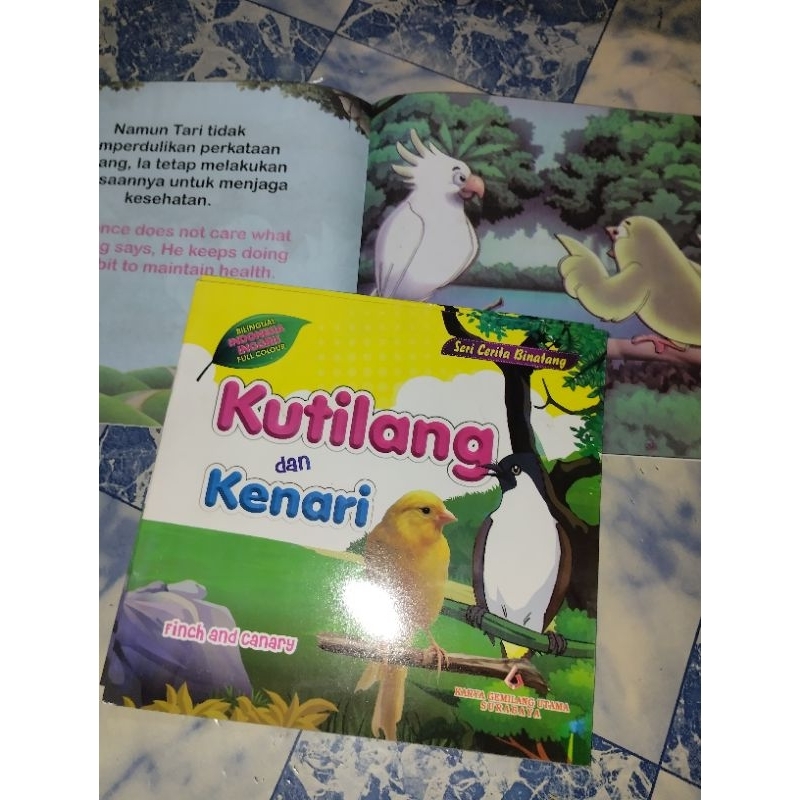 Namun Tari tidak
mperdulikan perkataan
ang, Ia tetap melakukan
saannya untuk menjaga
kesehatan.
nce does not care what
g says, He keeps doing
bit to maintain health.
BILINGUAL
INDONESIA
INGGRIS
FULL COLOUR
Seri Cerita Binatang
Kutilang
dan
Kenari
Finch and Canary
KARYA GEMILANG UTAMA
SURABAYA